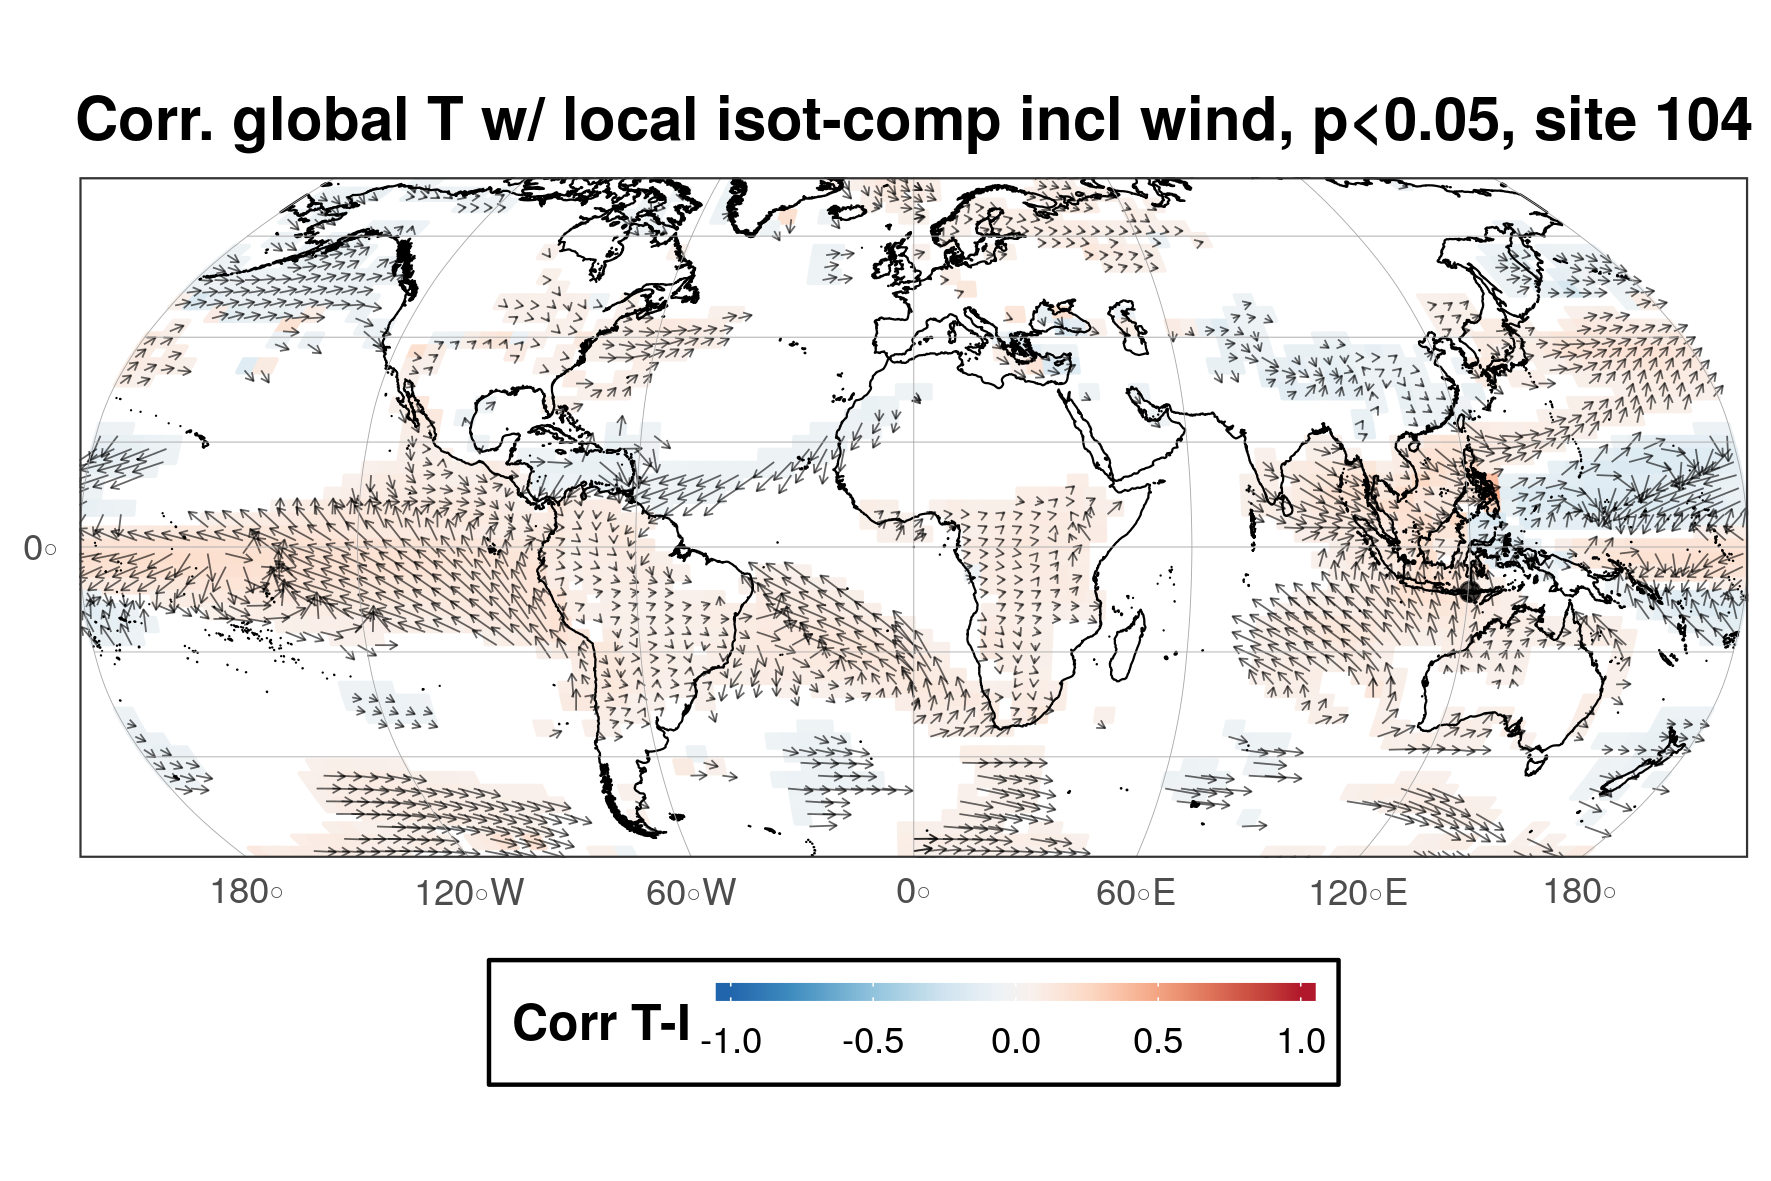 Corr. global T w/ local isot-comp incl wind, p<0.05, site 104
0○
180○ 120○W 60○W 0○ 60○E 120○E 180○
Corr T-I
-1.0 -0.5 0.0 0.5 1.0